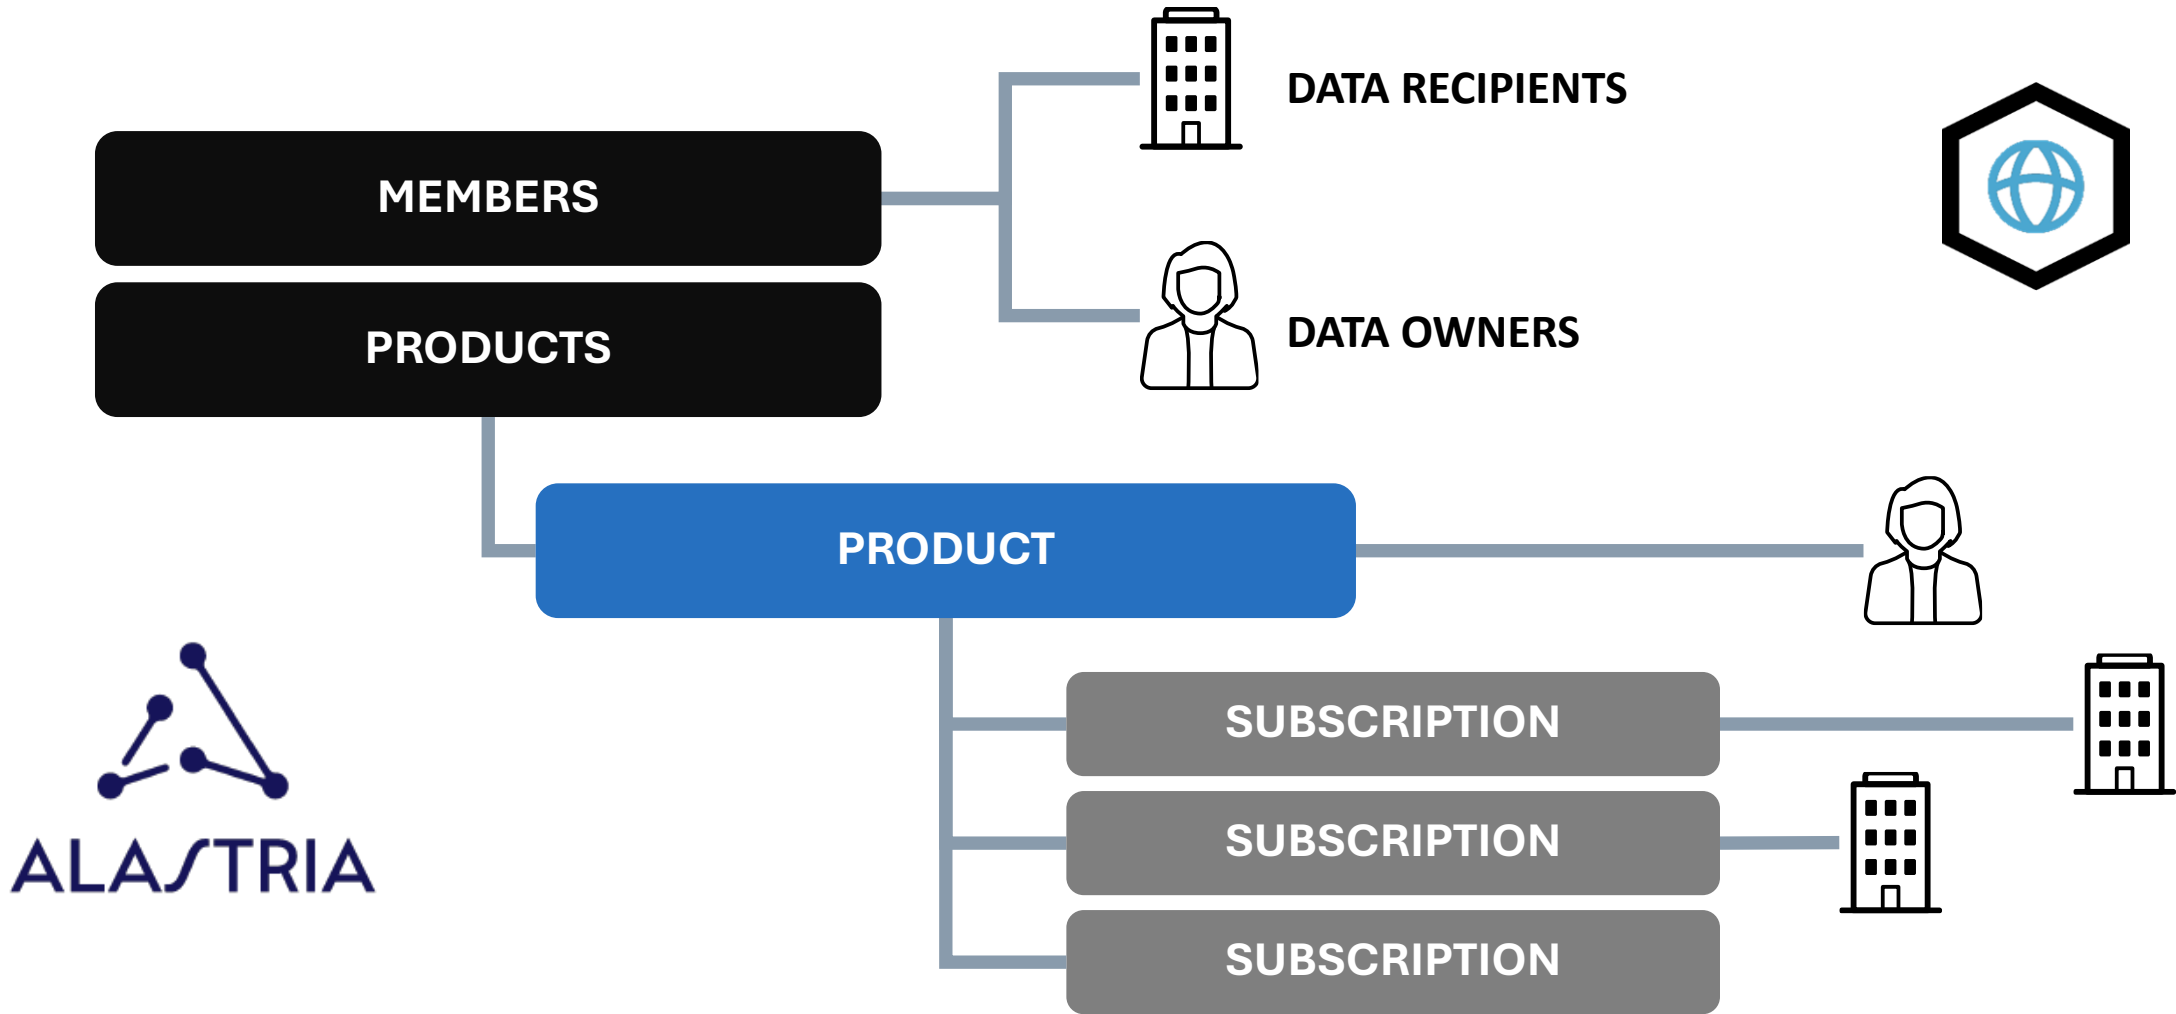 DATA RECIPIENTS
MEMBERS
DATA OWNERS
PRODUCTS
PRODUCT
SUBSCRIPTION
SUBSCRIPTION
SUBSCRIPTION
ALASTRIA